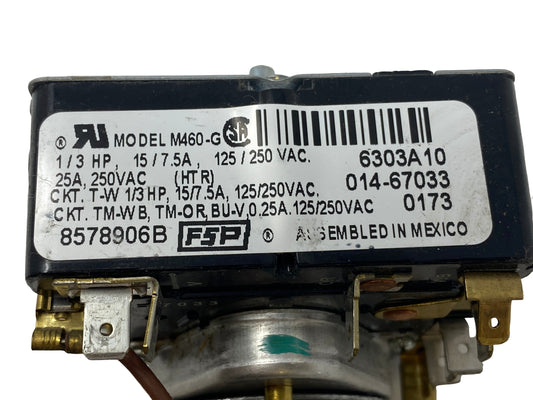 ® RU MODEL M460-G SA
1/3 HP, 15/7.5A, 125/250 VAC. 6303A10
25A, 250VAC (HTR) 014-67033
CKT. T-W 1/3 HP, 15/7.5A, 125/250VAC. 0173
CKT. TM-WB, TM-OR, BU-V, 0.25A.125/250VAC
8578906B FSP ® ASSEMBLED IN MEXICO